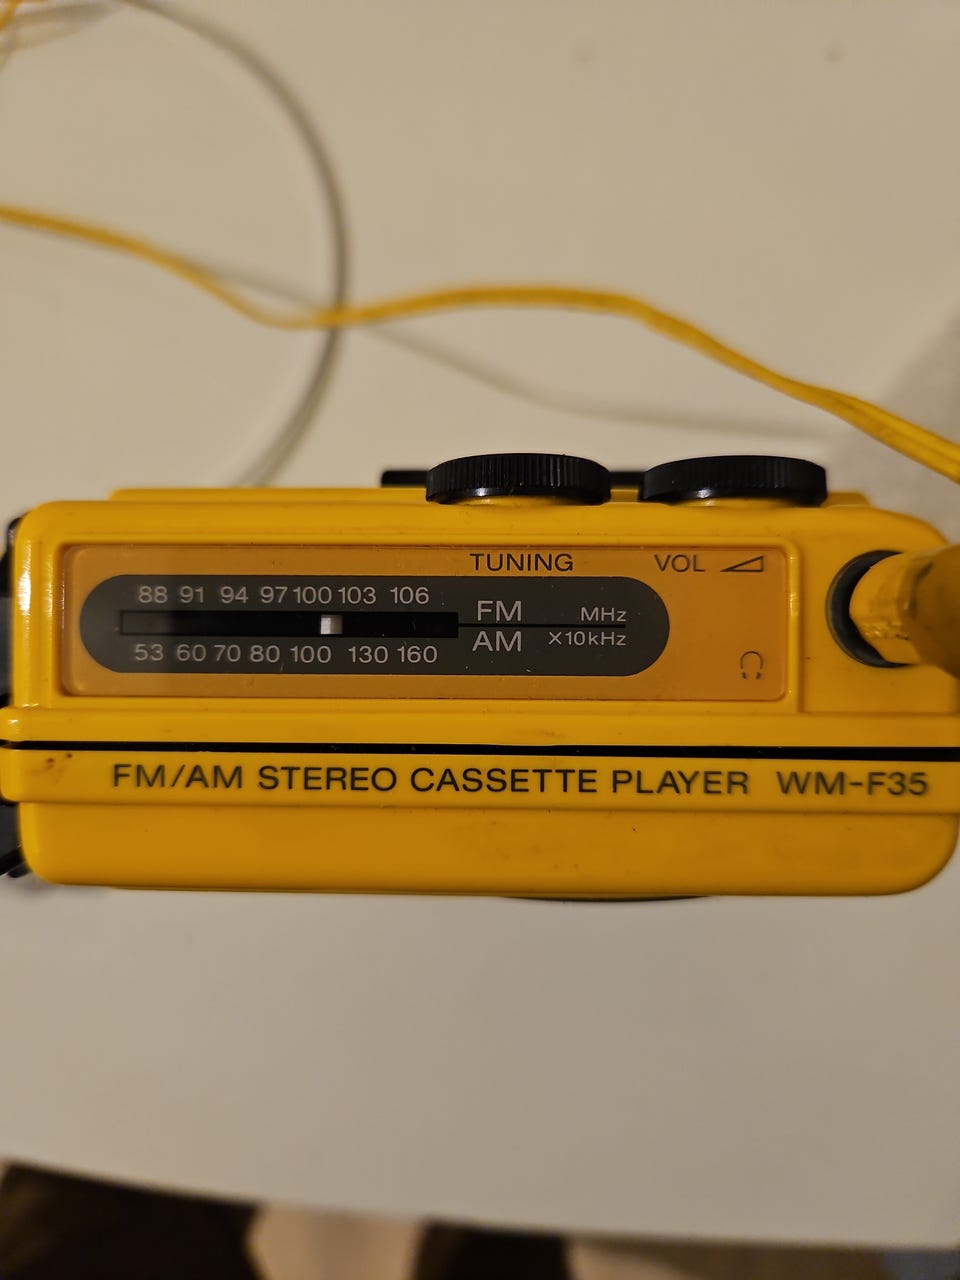 TUNING VOL
88 91 94 97 100 103 106
FM MHz
AM ×10kHz
53 60 70 80 100 130 160
FM/AM STEREO CASSETTE PLAYER WM-F35